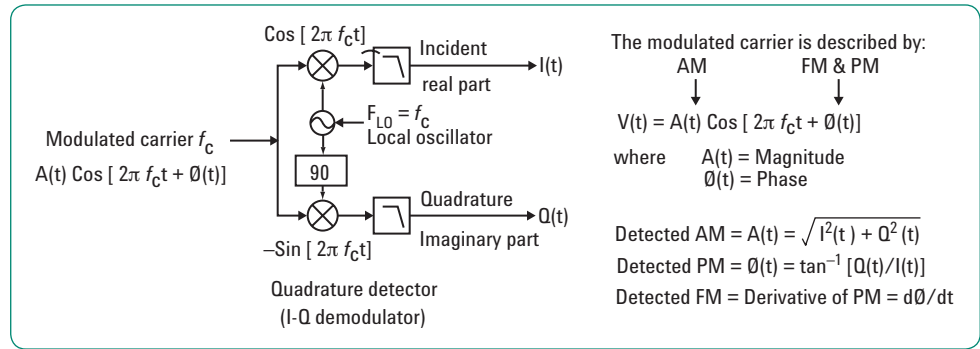 Cos [ 2π fCt]
Incident
real part
I(t)
FLO = fC
Local oscillator
Modulated carrier fC
A(t) Cos [ 2π fCt + Ø(t)]
90
Quadrature
Imaginary part
Q(t)
–Sin [ 2π fCt]
Quadrature detector
(I-Q demodulator)
The modulated carrier is described by:
AM FM & PM
V(t) = A(t) Cos [ 2π fCt + Ø(t)]
where A(t) = Magnitude
Ø(t) = Phase
Detected AM = A(t) = √I²(t ) + Q² (t)
Detected PM = Ø(t) = tan⁻¹ [Q(t)/I(t)]
Detected FM = Derivative of PM = dØ/dt